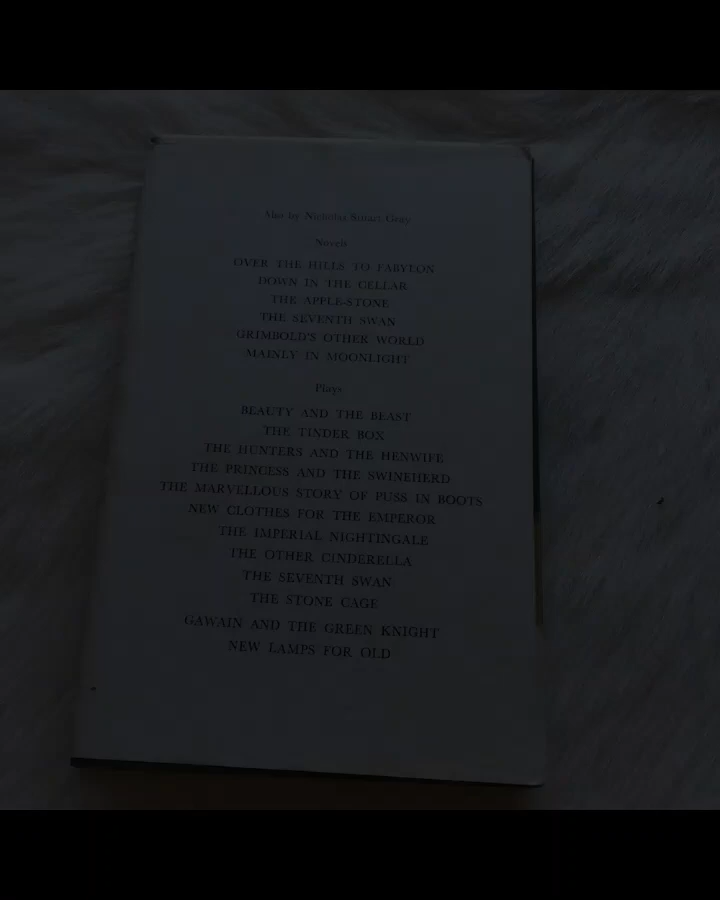 Also by Nicholas Stuart Gray
Novels
OVER THE HILLS TO FABYLON
DOWN IN THE CELLAR
THE APPLE-STONE
THE SEVENTH SWAN
GRIMBOLD'S OTHER WORLD
MAINLY IN MOONLIGHT
Plays
BEAUTY AND THE BEAST
THE TINDER BOX
THE HUNTERS AND THE HENWIFE
THE PRINCESS AND THE SWINEHERD
THE MARVELLOUS STORY OF PUSS IN BOOTS
NEW CLOTHES FOR THE EMPEROR
THE IMPERIAL NIGHTINGALE
THE OTHER CINDERELLA
THE SEVENTH SWAN
THE STONE CAGE
GAWAIN AND THE GREEN KNIGHT
NEW LAMPS FOR OLD